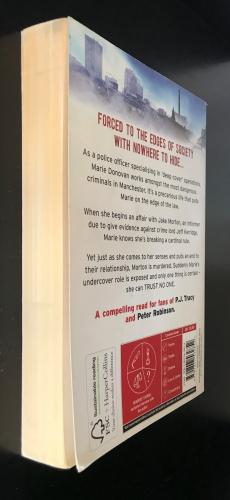 FORCED TO THE EDGES OF SOCIETY
WITH NOWHERE TO HIDE...
As a police officer specialising in 'deep cover' operations,
Marie Donovan works amongst the most dangerous
criminals in Manchester. It's a precarious life that puts
Marie on the edge of the law.
When she begins an affair with Jake Morton, an informer
due to give evidence against crime lord Jeff Kerridge,
Marie knows she's breaking a cardinal rule.
Yet just as she comes to her senses and puts an end to
their relationship, Morton is murdered. Suddenly Marie's
undercover role is exposed and only one thing is certain –
she can TRUST NO ONE.
A compelling read for fans of P.J. Tracy
and Peter Robinson.
Sustainable reading
FSC + HarperCollins